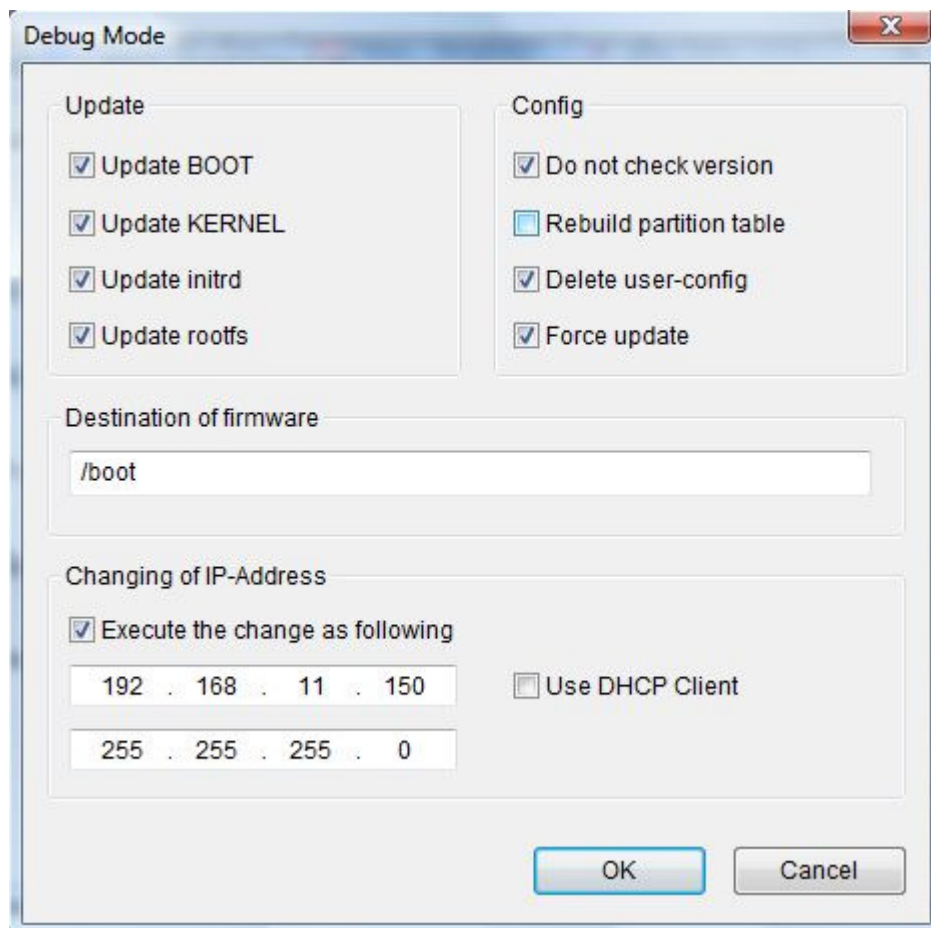 Debug Mode
Update
Update BOOT
Update KERNEL
Update initrd
Update rootfs
Config
Do not check version
Rebuild partition table
Delete user-config
Force update
Destination of firmware
/boot
Changing of IP-Address
Execute the change as following
192 . 168 . 11 . 150
Use DHCP Client
255 . 255 . 255 . 0
OK
Cancel